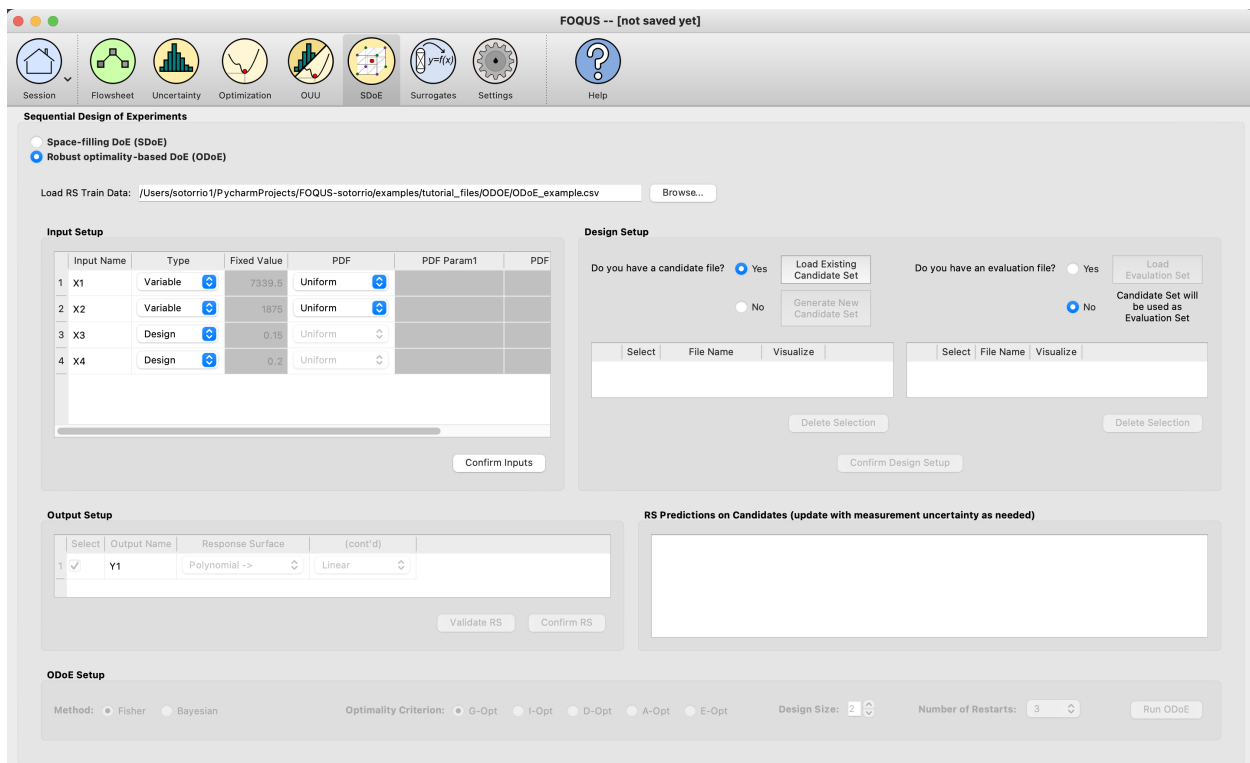 FOQUS -- [not saved yet]
y=f(x)
Session Flowsheet Uncertainty Optimization OUU SDoE Surrogates Settings Help
Sequential Design of Experiments
Space-filling DoE (SDoE)
Robust optimality-based DoE (ODoE)
Load RS Train Data: /Users/sotorrio1/PycharmProjects/FOQUS-sotorrio/examples/tutorial_files/ODOE/ODoE_example.csv Browse...
Input Setup
Input Name Type Fixed Value PDF PDF Param1 PDF
1 X1 Variable 7339.5 Uniform
2 X2 Variable 1875 Uniform
3 X3 Design 0.15 Uniform
4 X4 Design 0.2 Uniform
Confirm Inputs
Design Setup
Do you have a candidate file? Yes Load Existing
Candidate Set
No Generate New
Candidate Set
Select File Name Visualize
Delete Selection
Do you have an evaluation file? Yes Load
Evaulation Set
No Candidate Set will
be used as
Evaluation Set
Select File Name Visualize
Delete Selection
Confirm Design Setup
Output Setup
Select Output Name Response Surface (cont'd)
1 Y1 Polynomial -> Linear
Validate RS Confirm RS
RS Predictions on Candidates (update with measurement uncertainty as needed)
ODoE Setup
Method: Fisher Bayesian Optimality Criterion: G-Opt I-Opt D-Opt A-Opt E-Opt Design Size: 2 Number of Restarts: 3 Run ODoE